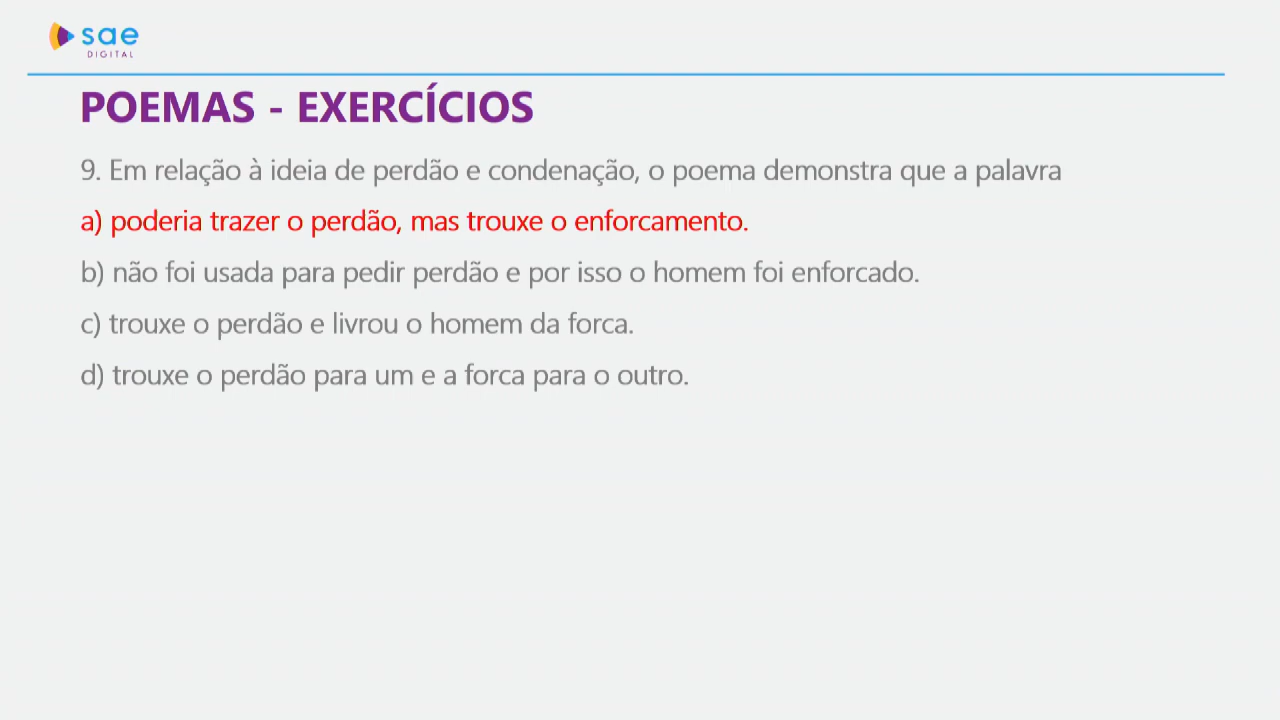 sae
DIGITAL
POEMAS - EXERCÍCIOS
9. Em relação à ideia de perdão e condenação, o poema demonstra que a palavra
a) poderia trazer o perdão, mas trouxe o enforcamento.
b) não foi usada para pedir perdão e por isso o homem foi enforcado.
c) trouxe o perdão e livrou o homem da forca.
d) trouxe o perdão para um e a forca para o outro.